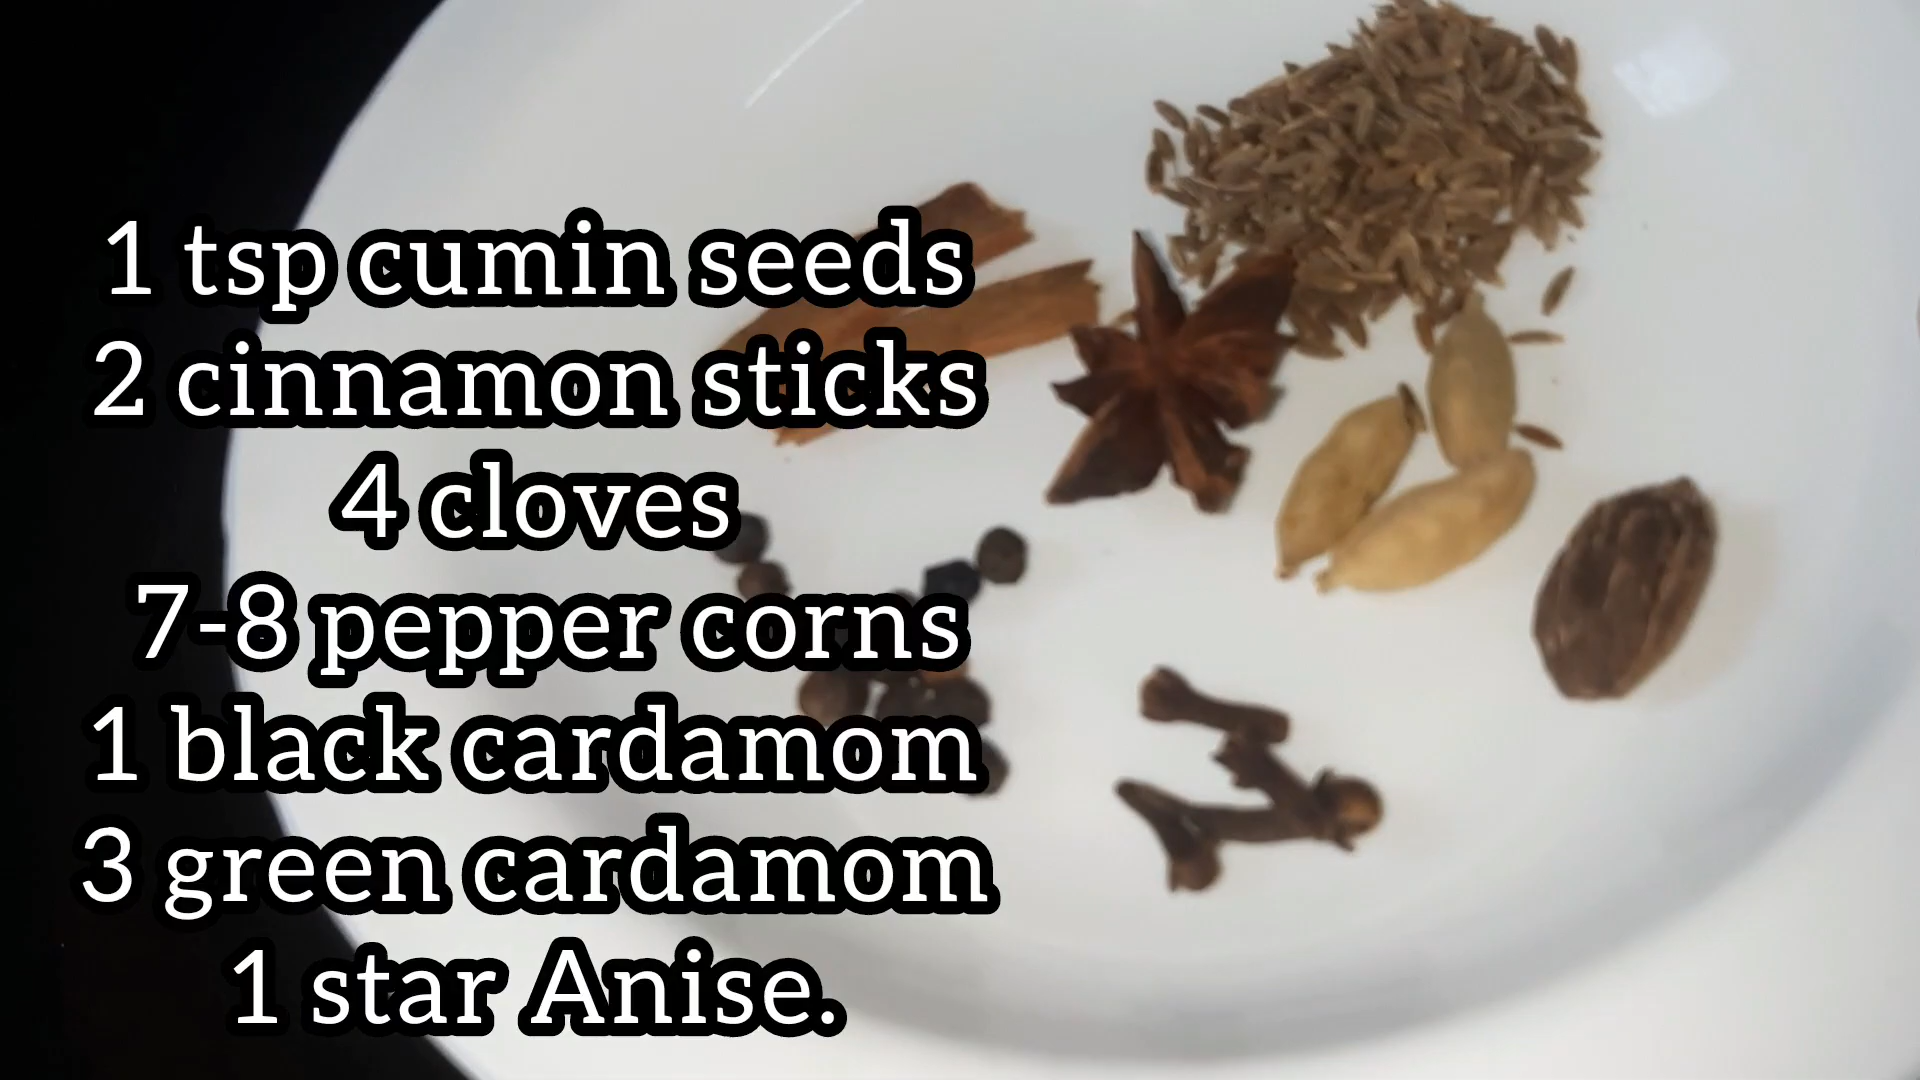 1 tsp cumin seeds
2 cinnamon sticks
4 cloves
7-8 pepper corns
1 black cardamom
3 green cardamom
1 star Anise.